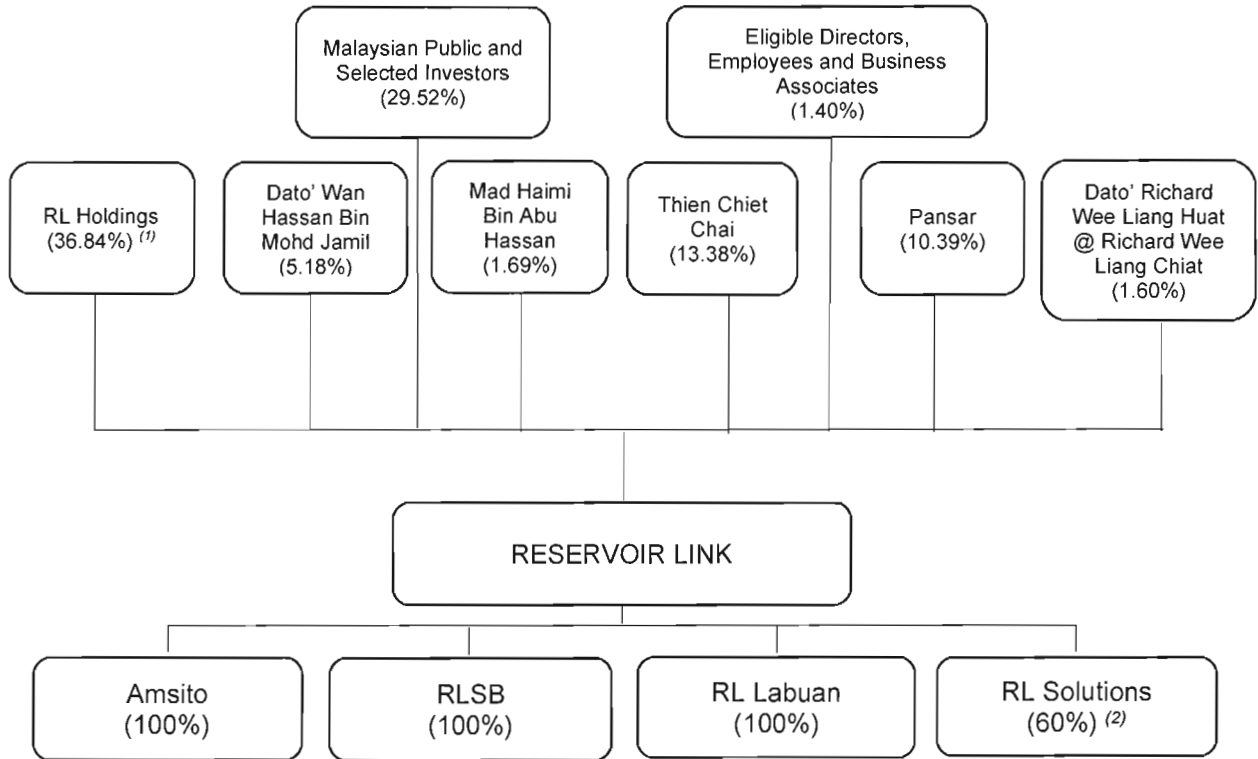 Malaysian Public and
Selected Investors
(29.52%)
Eligible Directors,
Employees and Business
Associates
(1.40%)
RL Holdings
(36.84%) (1)
Dato' Wan
Hassan Bin
Mohd Jamil
(5.18%)
Mad Haimi
Bin Abu
Hassan
(1.69%)
Thien Chiet
Chai
(13.38%)
Pansar
(10.39%)
Dato' Richard
Wee Liang Huat
@ Richard Wee
Liang Chiat
(1.60%)
RESERVOIR LINK
Amsito
(100%)
RLSB
(100%)
RL Labuan
(100%)
RL Solutions
(60%) (2)